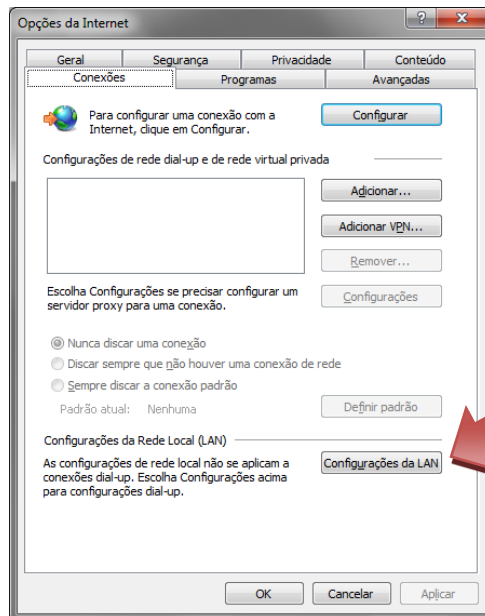 Opções da Internet
Geral Segurança Privacidade Conteúdo
Conexões Programas Avançadas
Para configurar uma conexão com a
Internet, clique em Configurar.
Configurar
Configurações de rede dial-up e de rede virtual privada
Adicionar...
Adicionar VPN...
Remover...
Escolha Configurações se precisar configurar um
servidor proxy para uma conexão.
Configurações
Nunca discar uma conexão
Discar sempre que não houver uma conexão de rede
Sempre discar a conexão padrão
Padrão atual: Nenhuma
Definir padrão
Configurações da Rede Local (LAN)
As configurações de rede local não se aplicam a
conexões dial-up. Escolha Configurações acima
para configurações dial-up.
Configurações da LAN
OK Cancelar Aplicar